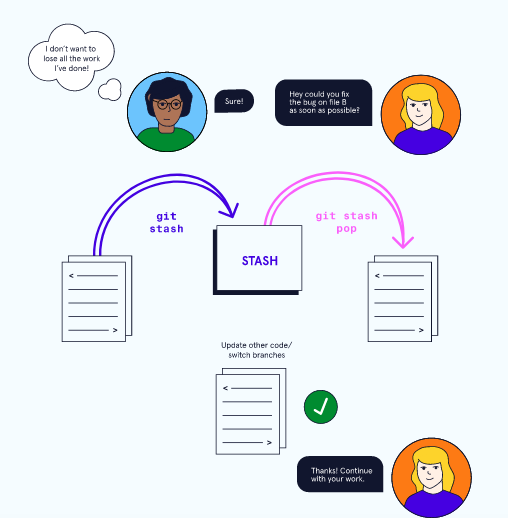 I don't want to
lose all the work
I've done!
Sure!
Hey could you fix
the bug on file B
as soon as possible?
git
stash
git stash
pop
STASH
<
>
<
>
Update other code/
switch branches
<
>
Thanks! Continue
with your work.